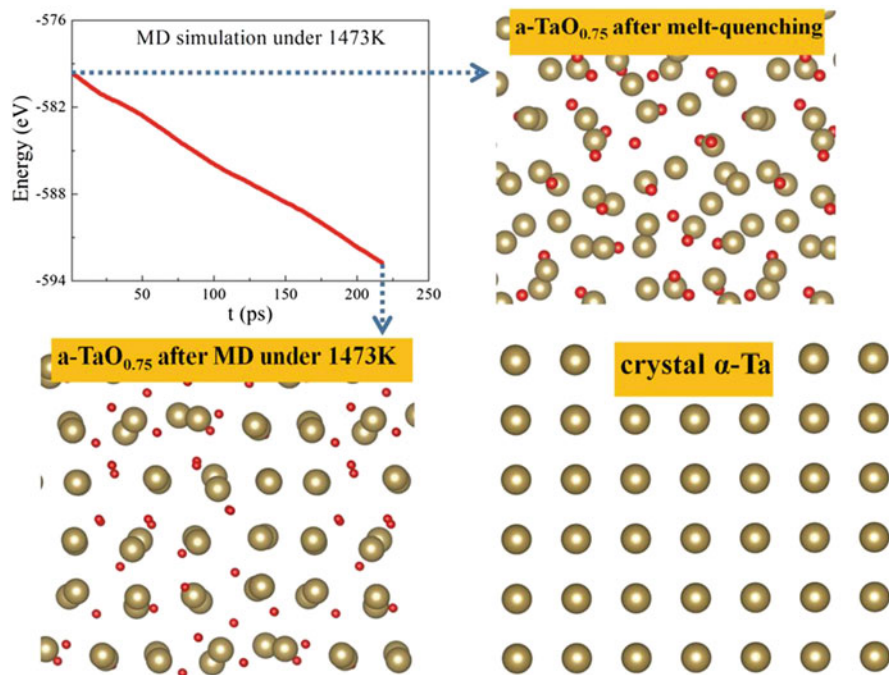 -576
-582
-588
-594
Energy (eV)
MD simulation under 1473K
50
100
150
200
250
t (ps)
a-TaO₀.₇₅ after melt-quenching
a-TaO₀.₇₅ after MD under 1473K
crystal α-Ta